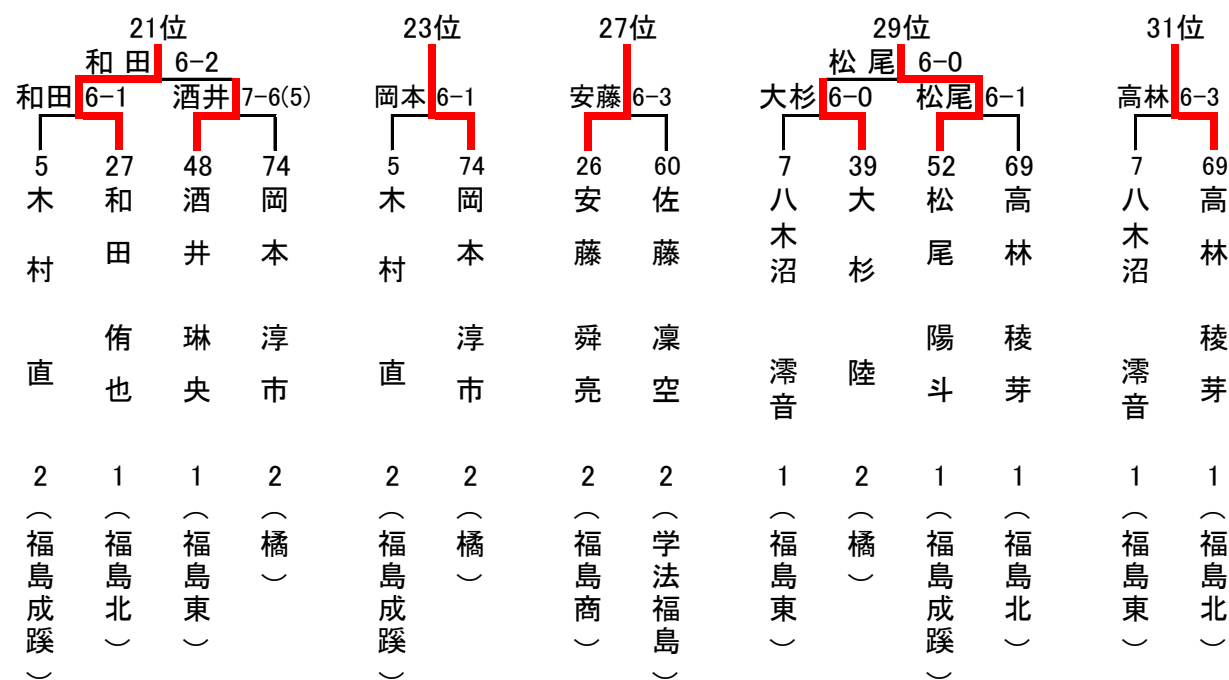 21位
和田 6-2
和田 6-1
酒井 7-6(5)
5 木村 直 2 （福島成蹊）
27 和田 侑也 1 （福島北）
48 酒井 琳央 1 （福島東）
74 岡本 淳市 2 （橘）
23位
岡本 6-1
5 木村 直 2 （福島成蹊）
74 岡本 淳市 2 （橘）
27位
安藤 6-3
26 安藤 舜亮 2 （福島商）
60 佐藤 凜空 2 （学法福島）
29位
松尾 6-0
大杉 6-0
松尾 6-1
7 八木沼 澪音 1 （福島東）
39 大杉 陸 2 （橘）
52 松尾 陽斗 1 （福島成蹊）
69 高林 稜芽 1 （福島北）
31位
高林 6-3
7 八木沼 澪音 1 （福島東）
69 高林 稜芽 1 （福島北）